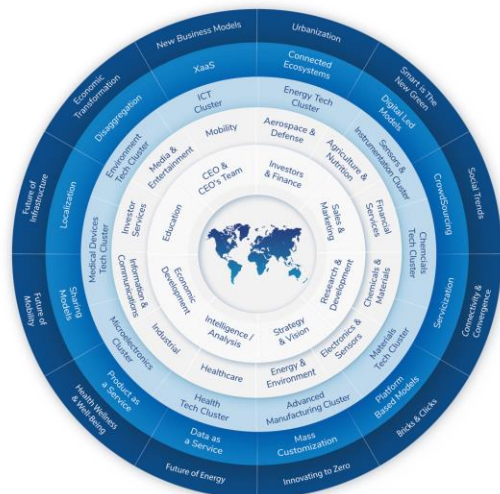 New Business Models
Urbanization
Smart is The
New Green
Social Trends
Connectivity &
Convergence
Bricks & Clicks
Innovating to Zero
Future of Energy
Health Wellness
& Well-Being
Future of
Mobility
Future of
Infrastructure
Economic
Transformation
XaaS
Connected
Ecosystems
Digital Led
Models
CrowdSourcing
Servicization
Platform
Based Models
Mass
Customization
Data as
a Service
Product as
a Service
Sharing
Models
Localization
Disaggregation
ICT
Cluster
Energy Tech
Cluster
Sensors &
Instrumentation Cluster
Chemcials
Tech Cluster
Materials
Tech Cluster
Advanced
Manufacturing Cluster
Health
Tech Cluster
Microelectronics
Cluster
Medical Devices
Tech Cluster
Environment
Tech Cluster
Mobility
Aerospace &
Defense
Agriculture &
Nutrition
Financial
Services
Chemicals &
Materials
Electronics &
Sensors
Energy &
Environment
Healthcare
Industrial
Information &
Communications
Investor
Services
Media &
Entertainment
CEO &
CEO's Team
Investors
& Finance
Sales &
Marketing
Research &
Development
Strategy
& Vision
Intelligence /
Analysis
Economic
Development
Education